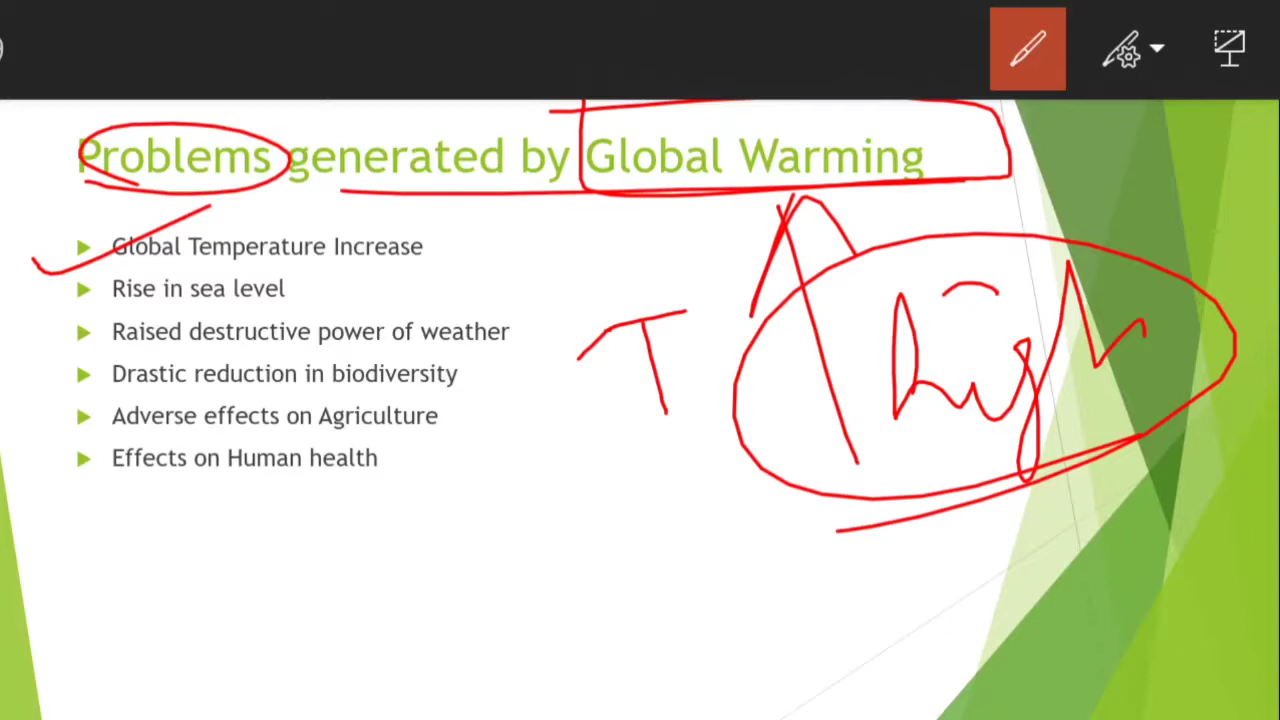 Problems generated by Global Warming
Global Temperature Increase
Rise in sea level
Raised destructive power of weather
Drastic reduction in biodiversity
Adverse effects on Agriculture
Effects on Human health
T high